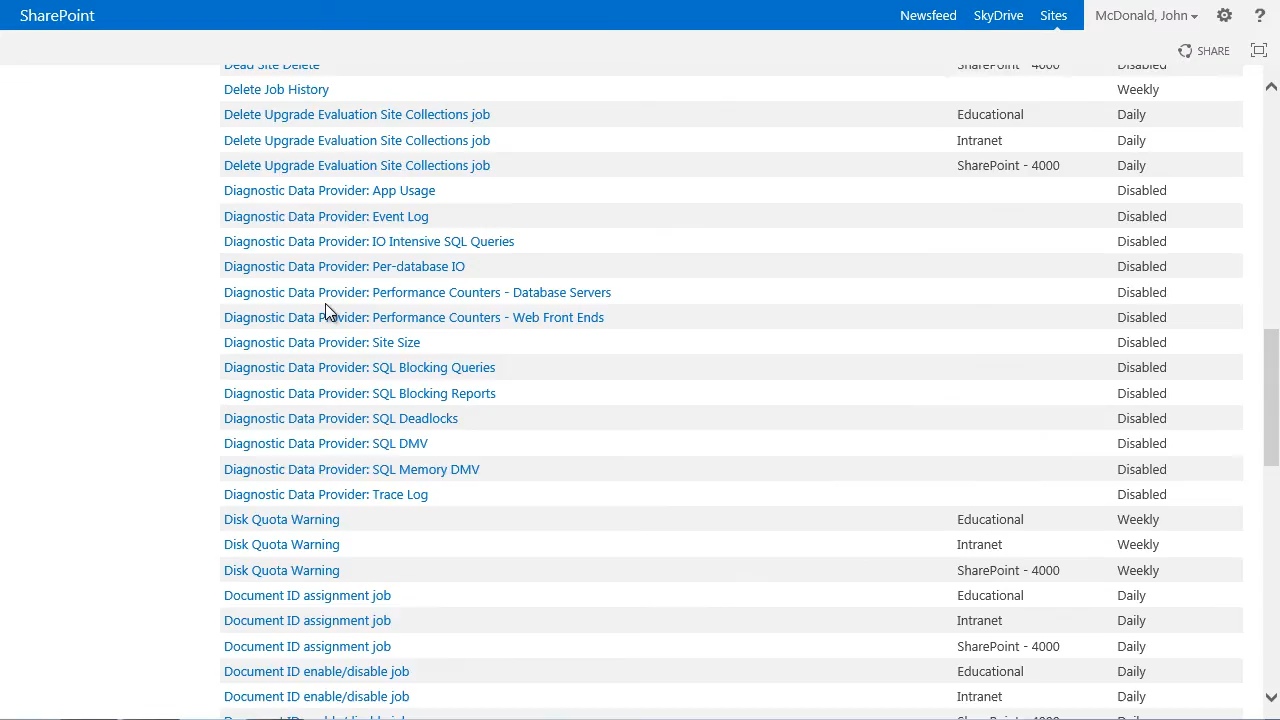 SharePoint Newsfeed SkyDrive Sites McDonald, John ?
SHARE
Dead Site Delete SharePoint - 4000 Disabled
Delete Job History Weekly
Delete Upgrade Evaluation Site Collections job Educational Daily
Delete Upgrade Evaluation Site Collections job Intranet Daily
Delete Upgrade Evaluation Site Collections job SharePoint - 4000 Daily
Diagnostic Data Provider: App Usage Disabled
Diagnostic Data Provider: Event Log Disabled
Diagnostic Data Provider: IO Intensive SQL Queries Disabled
Diagnostic Data Provider: Per-database IO Disabled
Diagnostic Data Provider: Performance Counters - Database Servers Disabled
Diagnostic Data Provider: Performance Counters - Web Front Ends Disabled
Diagnostic Data Provider: Site Size Disabled
Diagnostic Data Provider: SQL Blocking Queries Disabled
Diagnostic Data Provider: SQL Blocking Reports Disabled
Diagnostic Data Provider: SQL Deadlocks Disabled
Diagnostic Data Provider: SQL DMV Disabled
Diagnostic Data Provider: SQL Memory DMV Disabled
Diagnostic Data Provider: Trace Log Disabled
Disk Quota Warning Educational Weekly
Disk Quota Warning Intranet Weekly
Disk Quota Warning SharePoint - 4000 Weekly
Document ID assignment job Educational Daily
Document ID assignment job Intranet Daily
Document ID assignment job SharePoint - 4000 Daily
Document ID enable/disable job Educational Daily
Document ID enable/disable job Intranet Daily